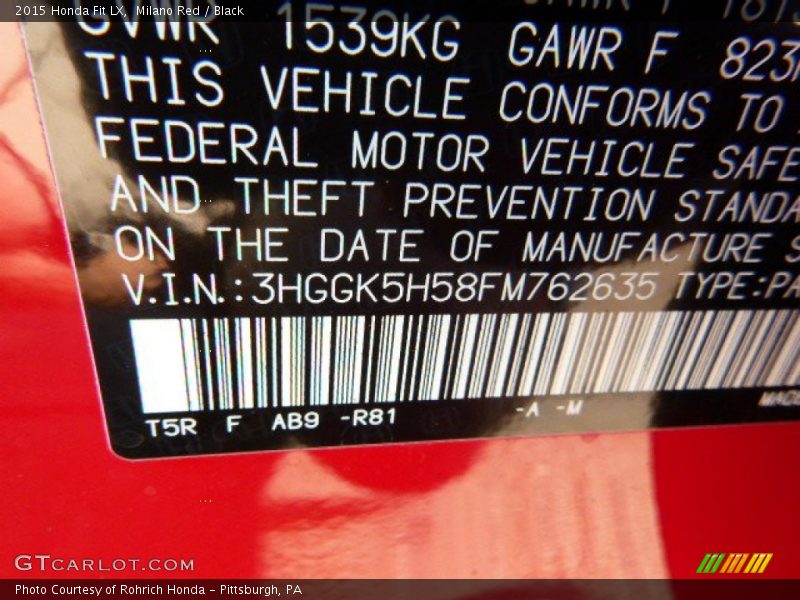 2015 Honda Fit LX, Milano Red / Black
GVWR 1539KG GAWR F 823
THIS VEHICLE CONFORMS TO
FEDERAL MOTOR VEHICLE SAFE
AND THEFT PREVENTION STANDA
ON THE DATE OF MANUFACTURE S
V.I.N.:3HGGK5H58FM762635 TYPE:PA
T5R F AB9 -R81 -A -M
GTCARLOT.COM
Photo Courtesy of Rohrich Honda - Pittsburgh, PA